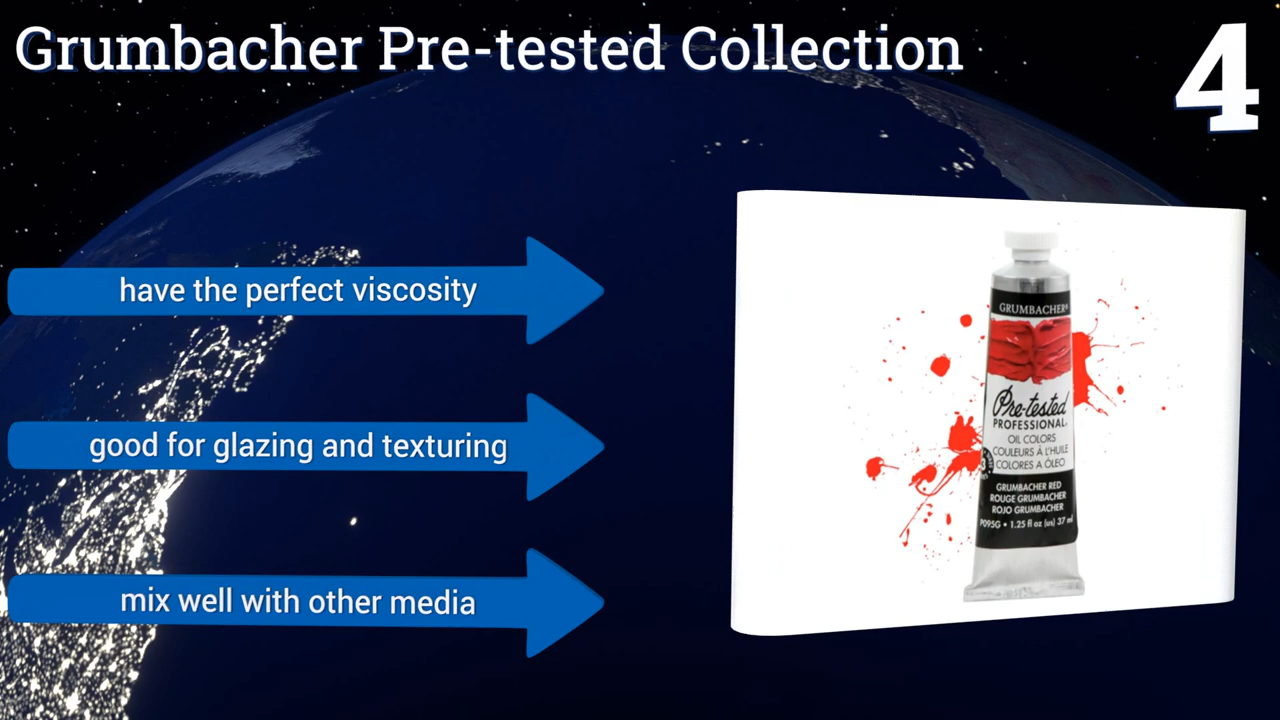 Grumbacher Pre-tested Collection
4
have the perfect viscosity
good for glazing and texturing
mix well with other media
GRUMBACHER®
Pre-tested
PROFESSIONAL®
OIL COLORS
COULEURS À L'HUILE
COLORES A ÓLEO
3
GRUMBACHER RED
ROUGE GRUMBACHER
ROJO GRUMBACHER
P095G • 1.25 fl oz (us) 37 ml